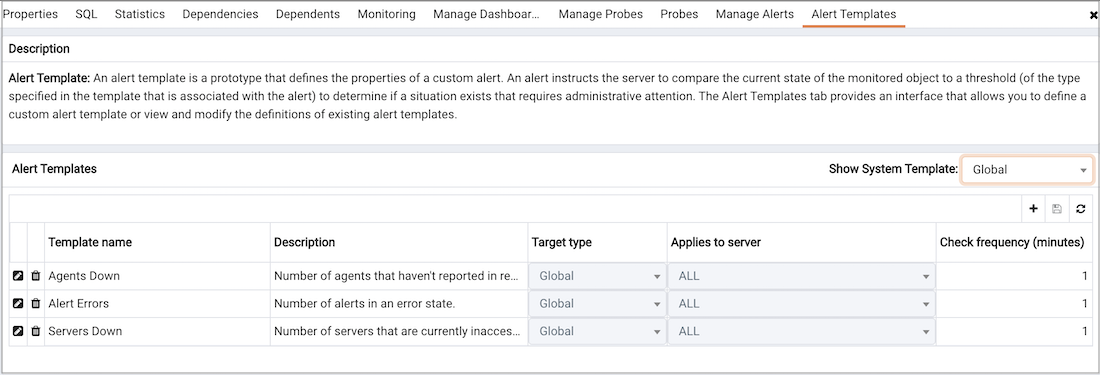 Properties SQL Statistics Dependencies Dependents Monitoring Manage Dashboar... Manage Probes Probes Manage Alerts Alert Templates
Description
Alert Template: An alert template is a prototype that defines the properties of a custom alert. An alert instructs the server to compare the current state of the monitored object to a threshold (of the type
specified in the template that is associated with the alert) to determine if a situation exists that requires administrative attention. The Alert Templates tab provides an interface that allows you to define a
custom alert template or view and modify the definitions of existing alert templates.
Alert Templates Show System Template: Global
Template name Description Target type Applies to server Check frequency (minutes)
Agents Down Number of agents that haven't reported in re... Global ALL 1
Alert Errors Number of alerts in an error state. Global ALL 1
Servers Down Number of servers that are currently inacces... Global ALL 1